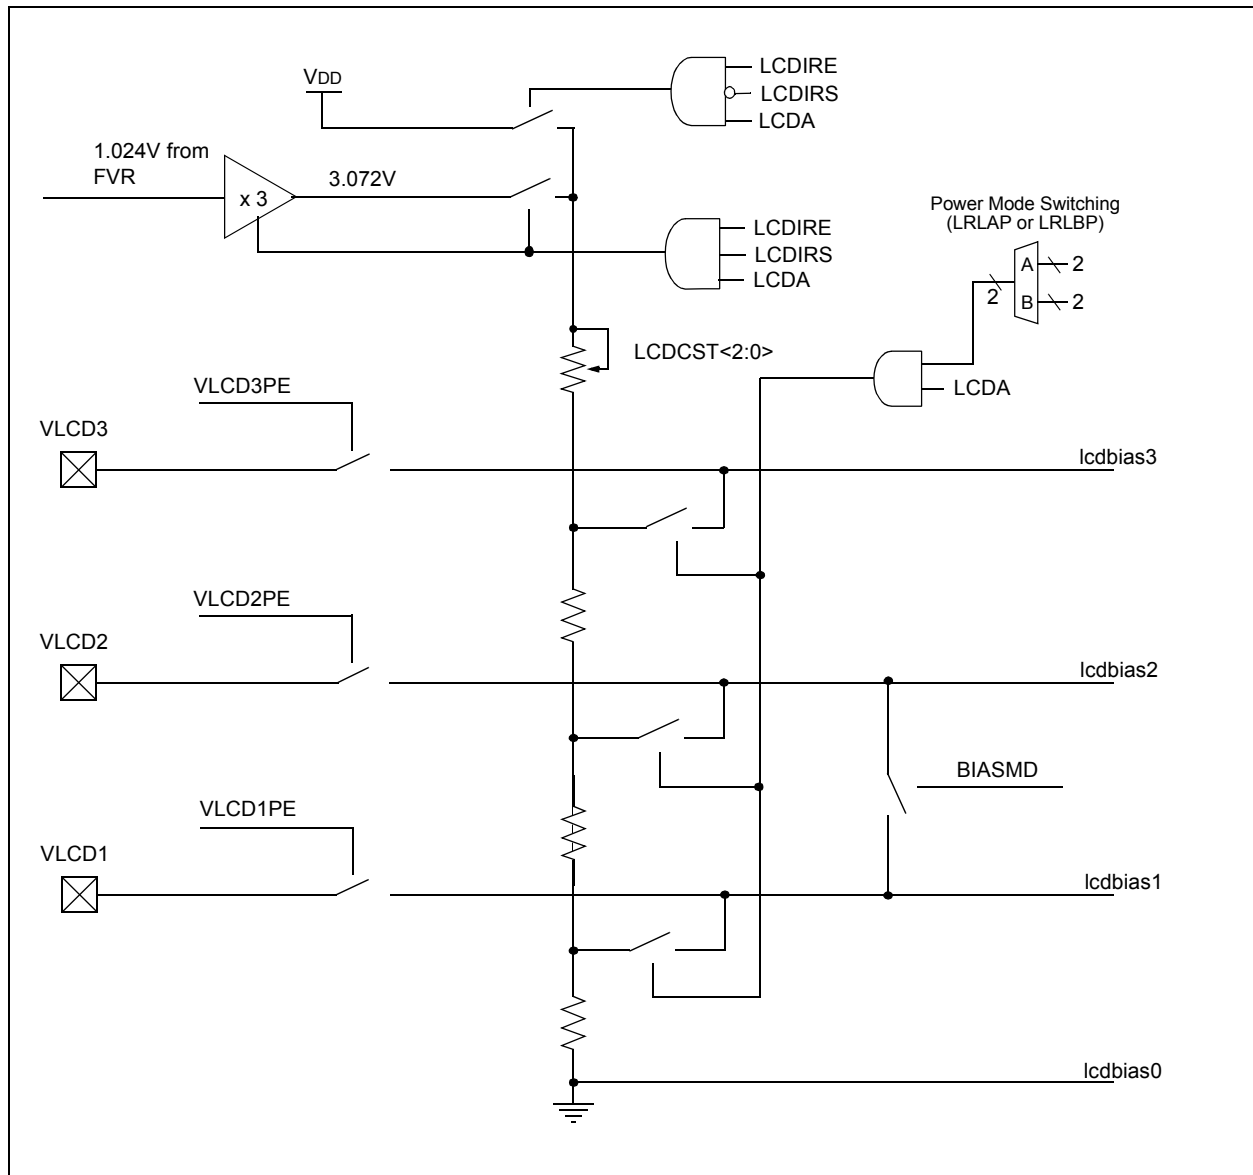 VDD
LCDIRE
LCDIRS
LCDA
1.024V from
FVR
x 3
3.072V
LCDIRE
LCDIRS
LCDA
Power Mode Switching
(LRLAP or LRLBP)
A
2
2
B
2
LCDCST<2:0>
LCDA
VLCD3PE
VLCD3
lcdbias3
VLCD2PE
VLCD2
lcdbias2
BIASMD
VLCD1PE
VLCD1
lcdbias1
lcdbias0